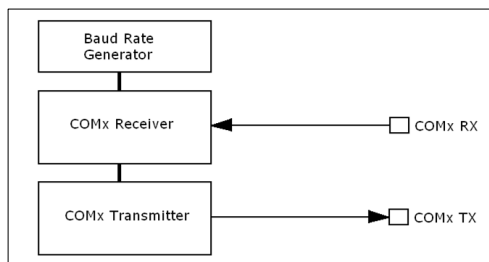 Baud Rate
Generator
COMx Receiver
COMx RX
COMx Transmitter
COMx TX